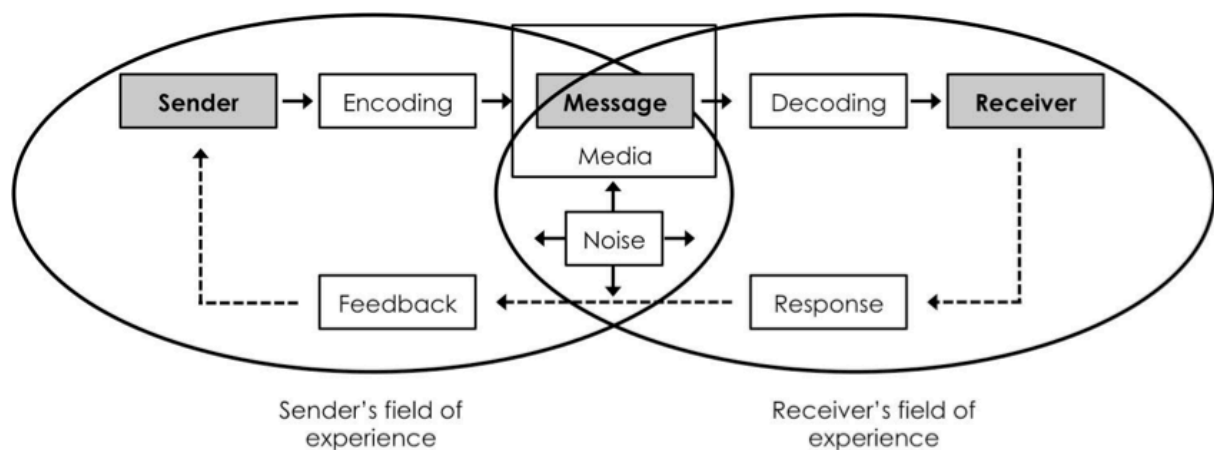 Sender
Encoding
Message
Decoding
Receiver
Media
Noise
Feedback
Response
Sender’s field of
experience
Receiver’s field of
experience